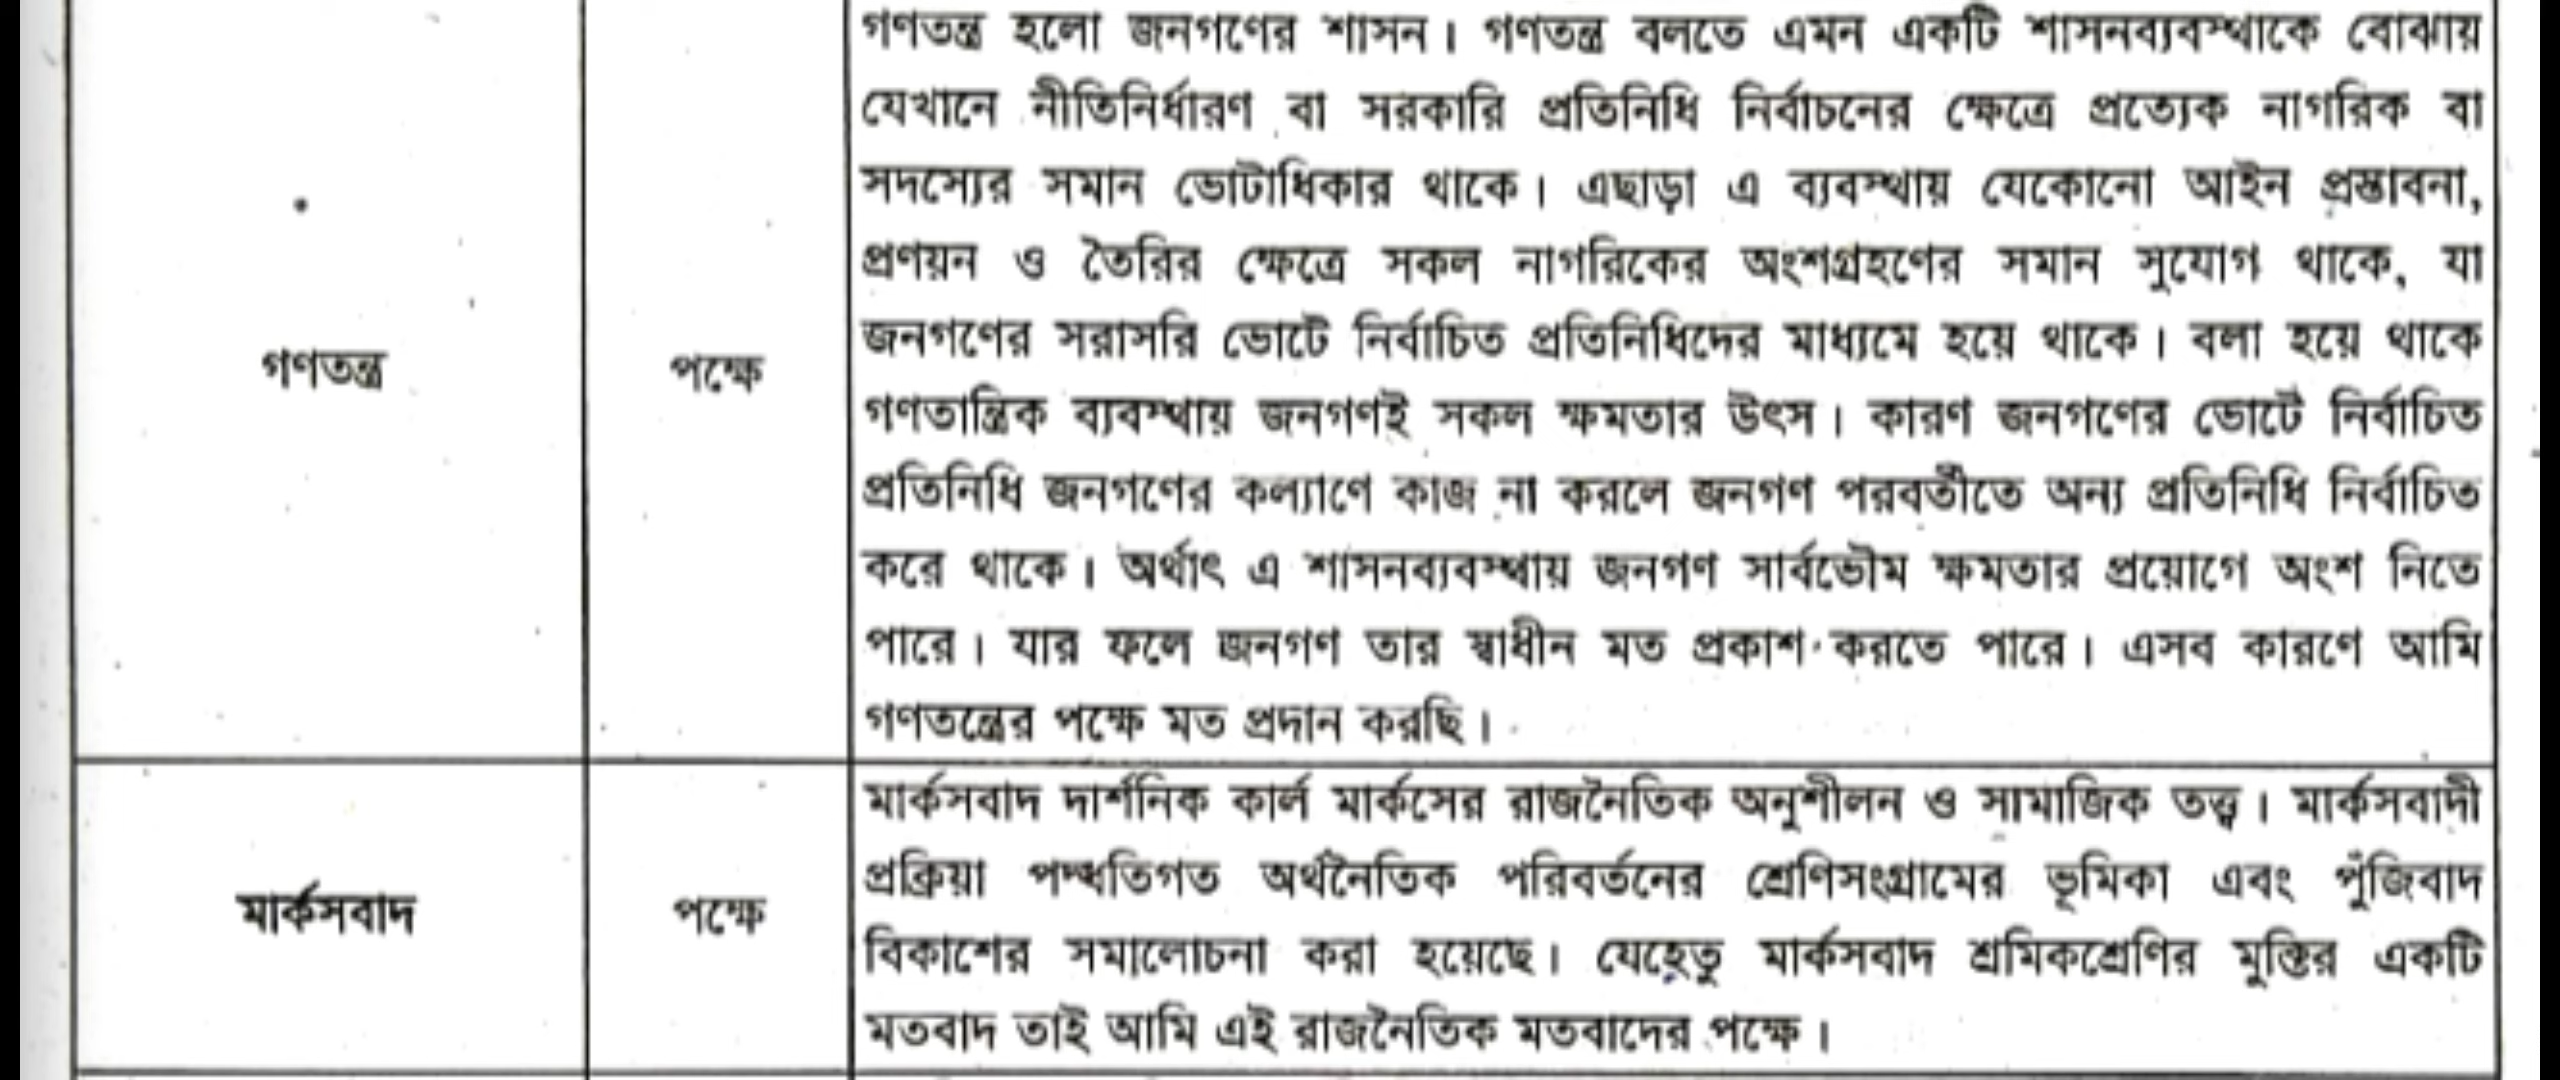 গণতন্ত্র হলো জনগণের শাসন। গণতন্ত্র বলতে এমন একটি শাসনব্যবস্থাকে বোঝায়
যেখানে নীতিনির্ধারণ বা সরকারি প্রতিনিধি নির্বাচনের ক্ষেত্রে প্রত্যেক নাগরিক বা
সদস্যের সমান ভোটাধিকার থাকে। এছাড়া এ ব্যবস্থায় যেকোনো আইন প্রস্তাবনা,
প্রণয়ন ও তৈরির ক্ষেত্রে সকল নাগরিকের অংশগ্রহণের সমান সুযোগ থাকে, যা
জনগণের সরাসরি ভোটে নির্বাচিত প্রতিনিধিদের মাধ্যমে হয়ে থাকে। বলা হয়ে থাকে
গণতন্ত্র
পক্ষে
গণতান্ত্রিক ব্যবস্থায় জনগণই সকল ক্ষমতার উৎস। কারণ জনগণের ভোটে নির্বাচিত
প্রতিনিধি জনগণের কল্যাণে কাজ না করলে জনগণ পরবর্তীতে অন্য প্রতিনিধি নির্বাচিত
করে থাকে। অর্থাৎ এ শাসনব্যবস্থায় জনগণ সার্বভৌম ক্ষমতার প্রয়োগে অংশ নিতে
পারে। যার ফলে জনগণ তার স্বাধীন মত প্রকাশ করতে পারে। এসব কারণে আমি
গণতন্ত্রের পক্ষে মত প্রদান করছি।
মার্কসবাদ দার্শনিক কার্ল মার্কসের রাজনৈতিক অনুশীলন ও সামাজিক তত্ত্ব। মার্কসবাদী
প্রক্রিয়া পদ্ধতিগত অর্থনৈতিক পরিবর্তনের শ্রেণিসংগ্রামের ভূমিকা এবং পুঁজিবাদ
মার্কসবাদ
পক্ষে
বিকাশের সমালোচনা করা হয়েছে। যেহেতু মার্কসবাদ শ্রমিকশ্রেণির মুক্তির একটি
মতবাদ তাই আমি এই রাজনৈতিক মতবাদের পক্ষে।